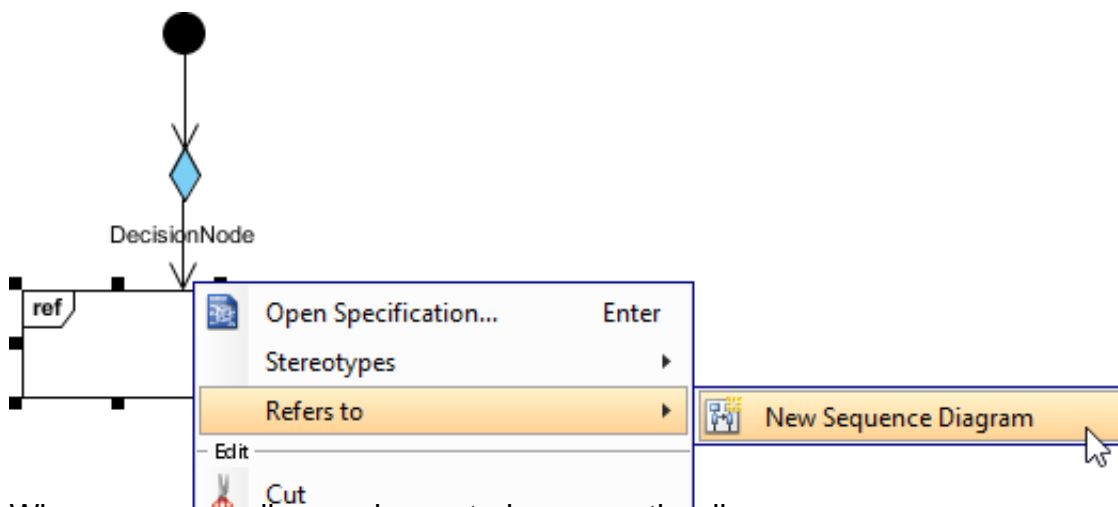 DecisionNode
ref
Open Specification... Enter
Stereotypes
Refers to
New Sequence Diagram
Edit
Cut